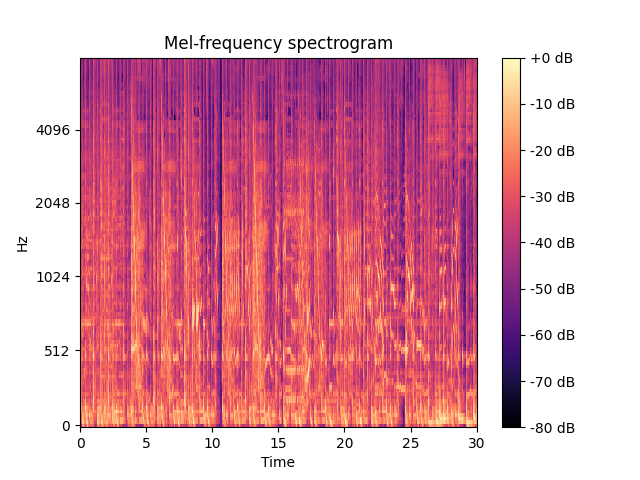 Mel-frequency spectrogram
+0 dB
-10 dB
-20 dB
-30 dB
-40 dB
-50 dB
-60 dB
-70 dB
-80 dB
4096
2048
1024
512
0
Hz
0 5 10 15 20 25 30
Time